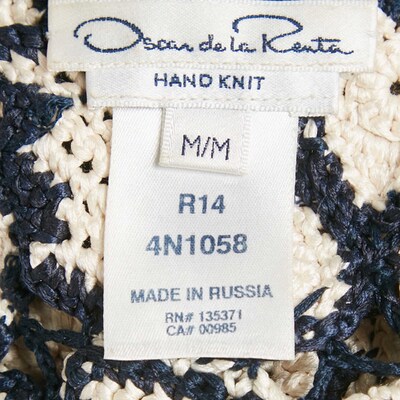 Oscar de la Renta
HAND KNIT
M/M
R14
4N1058
MADE IN RUSSIA
RN# 135371
CA# 00985